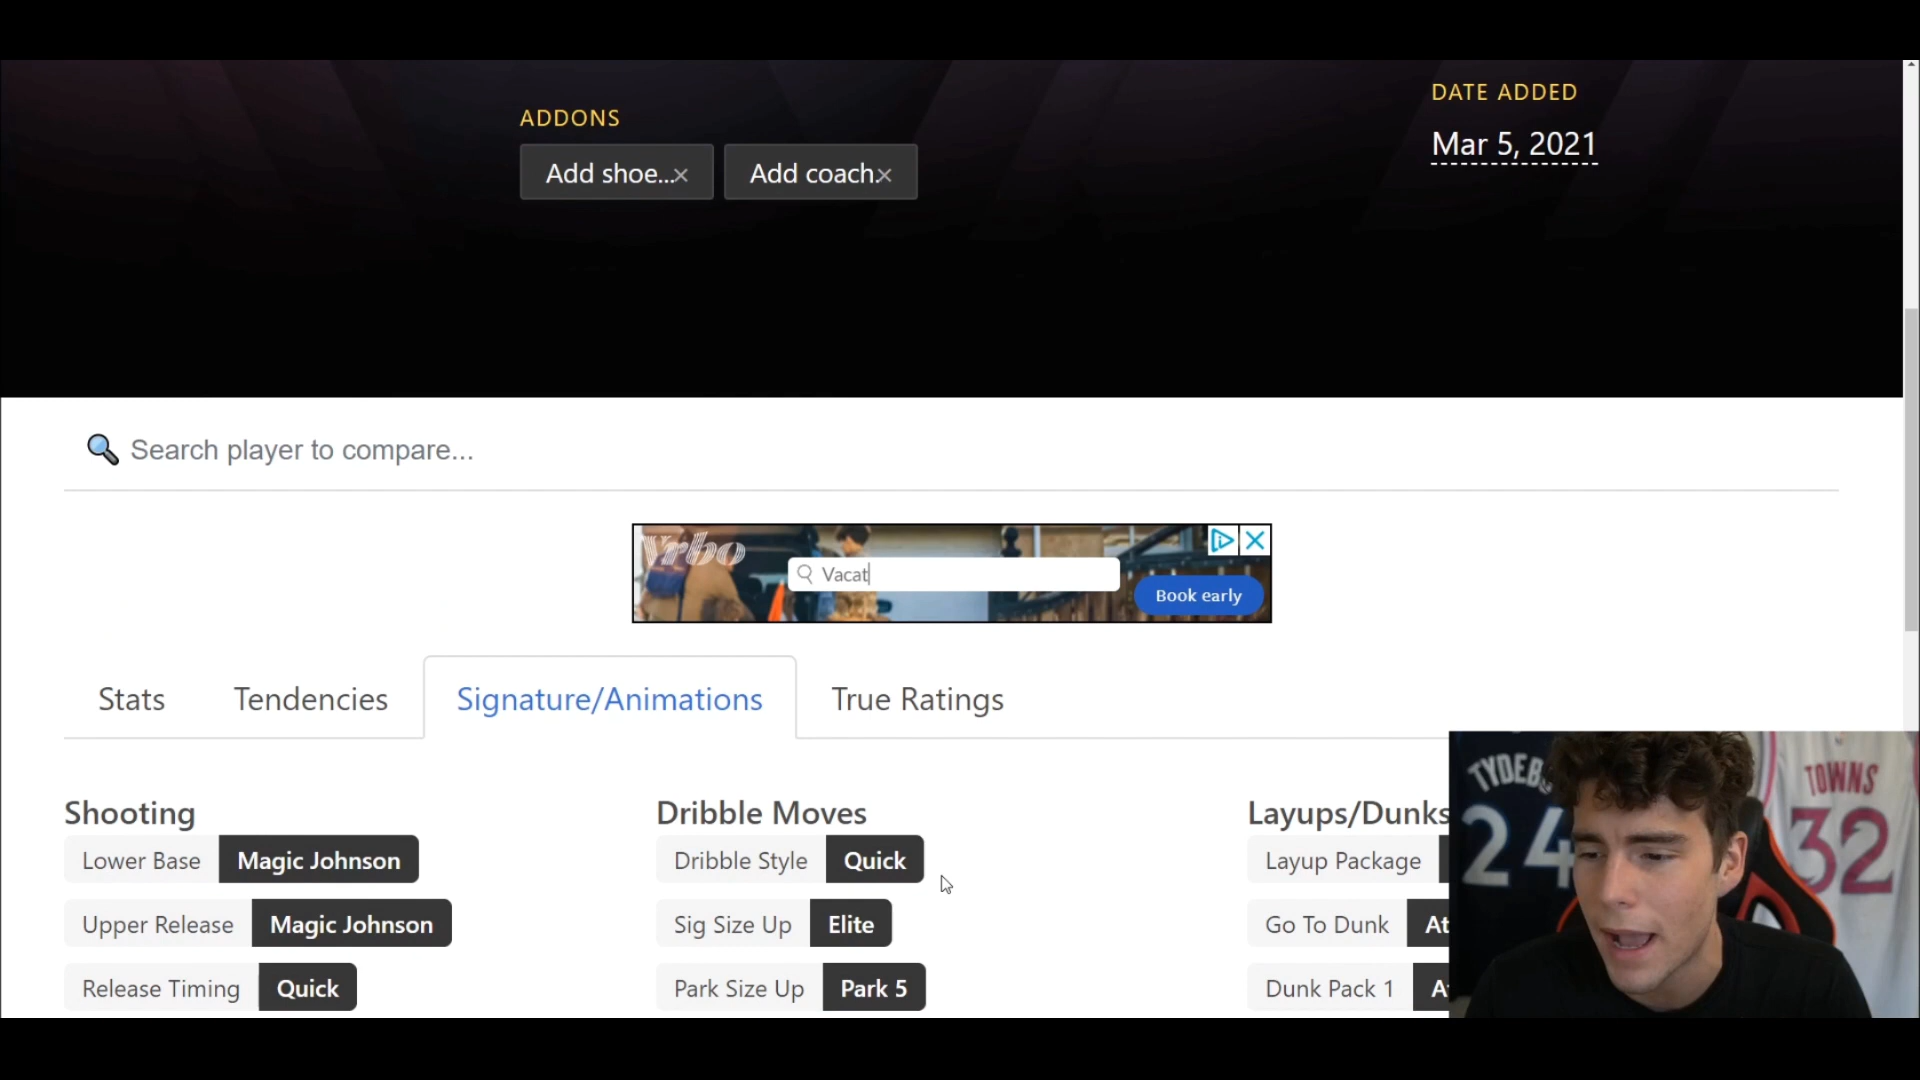 ADDONS
Add shoe...×
Add coach.×
DATE ADDED
Mar 5, 2021
Search player to compare...
Vrbo
Vacat
Book early
Stats
Tendencies
Signature/Animations
True Ratings
Shooting
Lower Base Magic Johnson
Upper Release Magic Johnson
Release Timing Quick
Dribble Moves
Dribble Style Quick
Sig Size Up Elite
Park Size Up Park 5
Layups/Dunks
Layup Package
Go To Dunk At
Dunk Pack 1 A
24
TOWNS
32